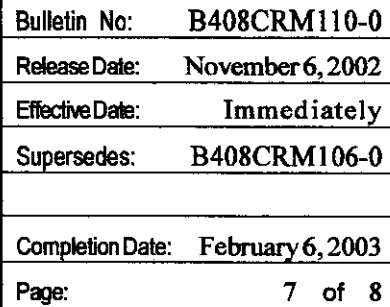 Bulletin No: B408CRM110-0
Release Date: November 6, 2002
Effective Date: Immediately
Supersedes: B408CRM106-0
Completion Date: February 6, 2003
Page: 7 of 8